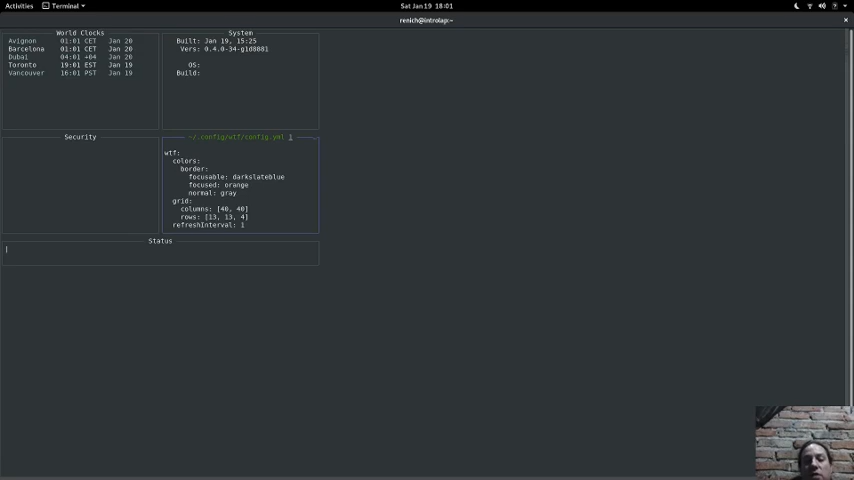 Activities Terminal Sat Jan 19 18:01
renich@introlap:~ ×
World Clocks
Avignon 01:01 CET Jan 20
Barcelona 01:01 CET Jan 20
Dubai 04:01 +04 Jan 20
Toronto 19:01 EST Jan 19
Vancouver 16:01 PST Jan 19
System
Built: Jan 19, 15:25
Vers: 0.4.0-34-g1d8881
OS:
Build:
Security
~/.config/wtf/config.yml 1
wtf:
colors:
border:
focusable: darkslateblue
focused: orange
normal: gray
grid:
columns: [40, 40]
rows: [13, 13, 4]
refreshInterval: 1
Status
|